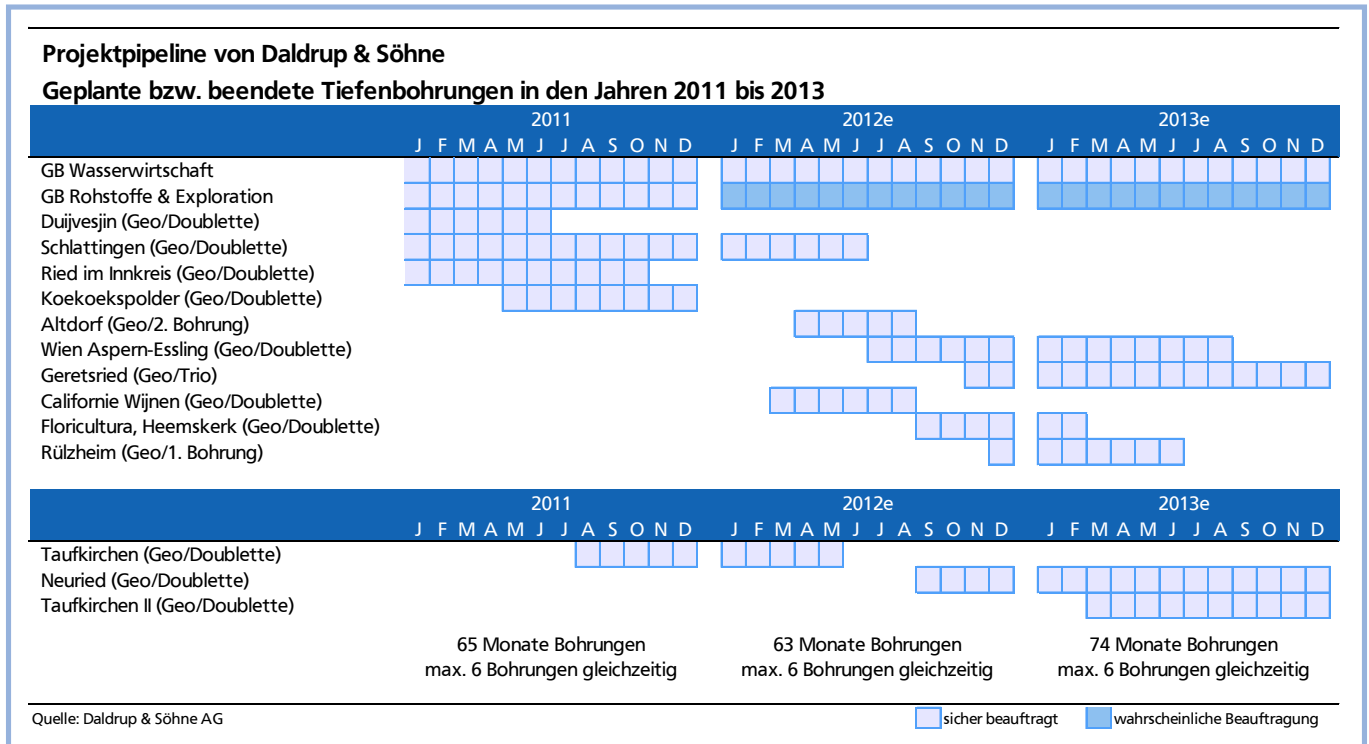 Projektpipeline von Daldrup & Söhne
Geplante bzw. beendete Tiefenbohrungen in den Jahren 2011 bis 2013
2011 2012e 2013e
J F M A M J J A S O N D J F M A M J J A S O N D J F M A M J J A S O N D
GB Wasserwirtschaft
GB Rohstoffe & Exploration
Duijvesjin (Geo/Doublette)
Schlattingen (Geo/Doublette)
Ried im Innkreis (Geo/Doublette)
Koekoekspolder (Geo/Doublette)
Altdorf (Geo/2. Bohrung)
Wien Aspern-Essling (Geo/Doublette)
Geretsried (Geo/Trio)
Californie Wijnen (Geo/Doublette)
Floricultura, Heemskerk (Geo/Doublette)
Rülzheim (Geo/1. Bohrung)
2011 2012e 2013e
J F M A M J J A S O N D J F M A M J J A S O N D J F M A M J J A S O N D
Taufkirchen (Geo/Doublette)
Neuried (Geo/Doublette)
Taufkirchen II (Geo/Doublette)
65 Monate Bohrungen 63 Monate Bohrungen 74 Monate Bohrungen
max. 6 Bohrungen gleichzeitig max. 6 Bohrungen gleichzeitig max. 6 Bohrungen gleichzeitig
Quelle: Daldrup & Söhne AG sicher beauftragt wahrscheinliche Beauftragung